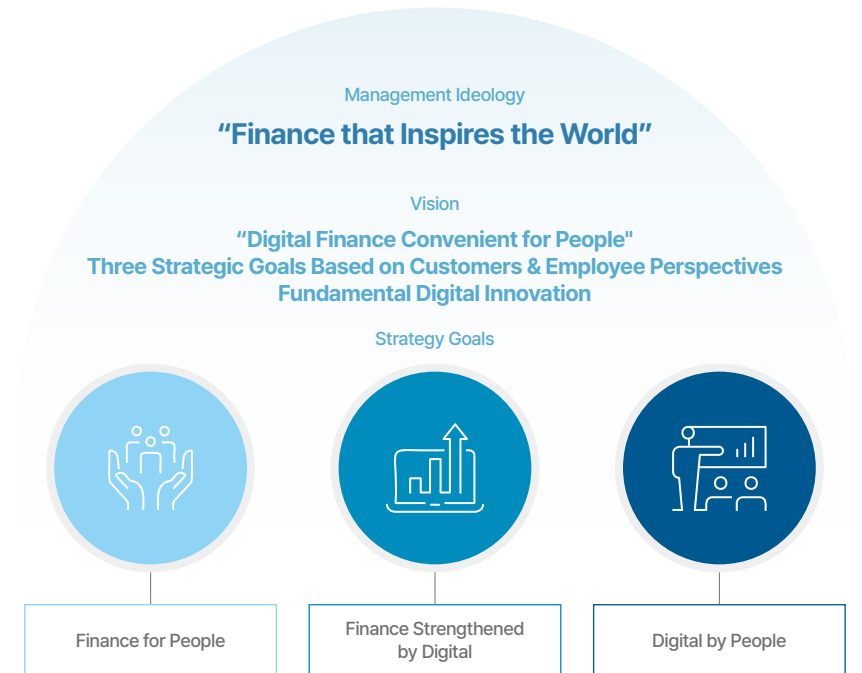 Management Ideology
“Finance that Inspires the World”
Vision
“Digital Finance Convenient for People"
Three Strategic Goals Based on Customers & Employee Perspectives
Fundamental Digital Innovation
Strategy Goals
Finance for People
Finance Strengthened
by Digital
Digital by People